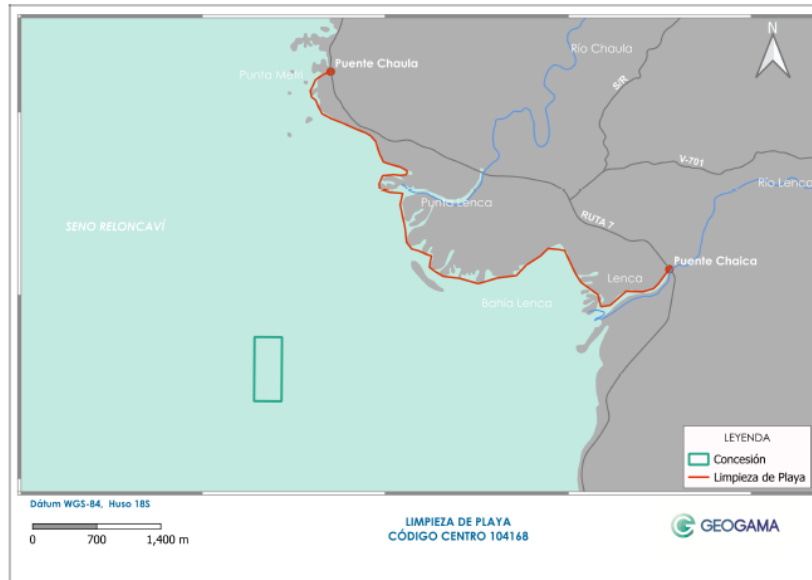 N
Río Chaula
Puente Chaula
Punta Metri
S/R
V-701
Río Lenca
Punta Lenca
SENO RELONCAVÍ
RUTA 7
Puente Chaica
Lenca
Bahía Lenca
LEYENDA
Concesión
Limpieza de Playa
Dátum WGS-84, Huso 18S
0 700 1,400 m
LIMPIEZA DE PLAYA
CÓDIGO CENTRO 104168
GEOGAMA